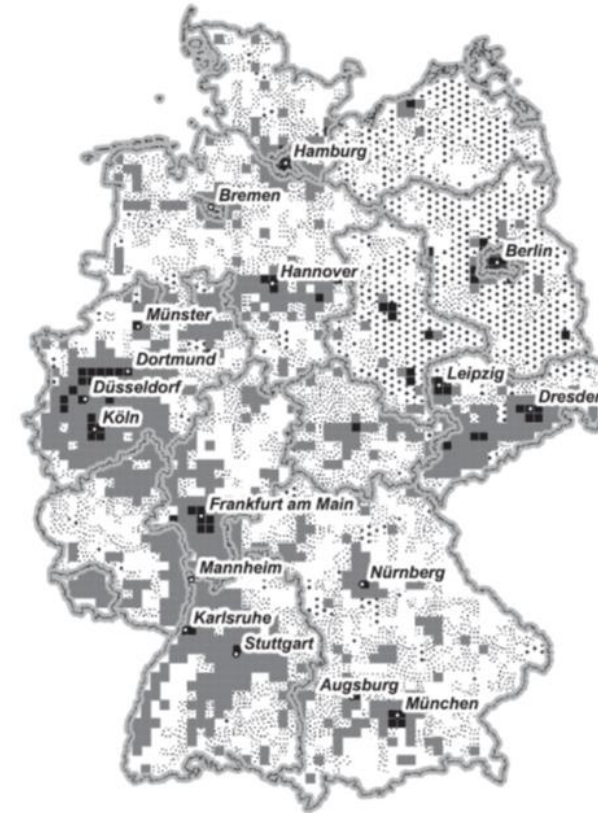 Hamburg
Bremen
Berlin
Hannover
Münster
Dortmund
Leipzig
Düsseldorf
Dresden
Köln
Frankfurt am Main
Mannheim
Nürnberg
Karlsruhe
Stuttgart
Augsburg
München